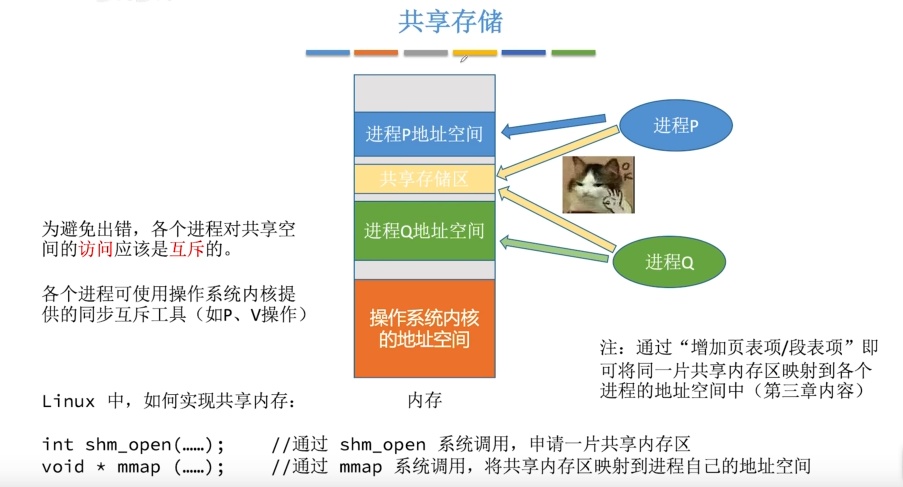 共享存储
进程P地址空间
进程P
共享存储区
OK
进程Q地址空间
进程Q
操作系统内核
的地址空间
内存
为避免出错，各个进程对共享空
间的访问应该是互斥的。
各个进程可使用操作系统内核提
供的同步互斥工具（如P、V操作）
注：通过“增加页表项/段表项”即
可将同一片共享内存区映射到各个
进程的地址空间中（第三章内容）
Linux 中，如何实现共享内存：
int shm_open(……); //通过 shm_open 系统调用，申请一片共享内存区
void * mmap (……); //通过 mmap 系统调用，将共享内存区映射到进程自己的地址空间